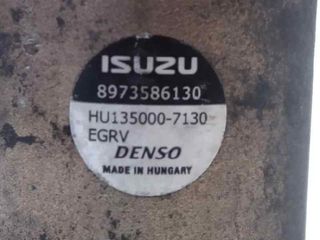 ISUZU
8973586130
HU135000-7130
EGRV
DENSO
MADE IN HUNGARY